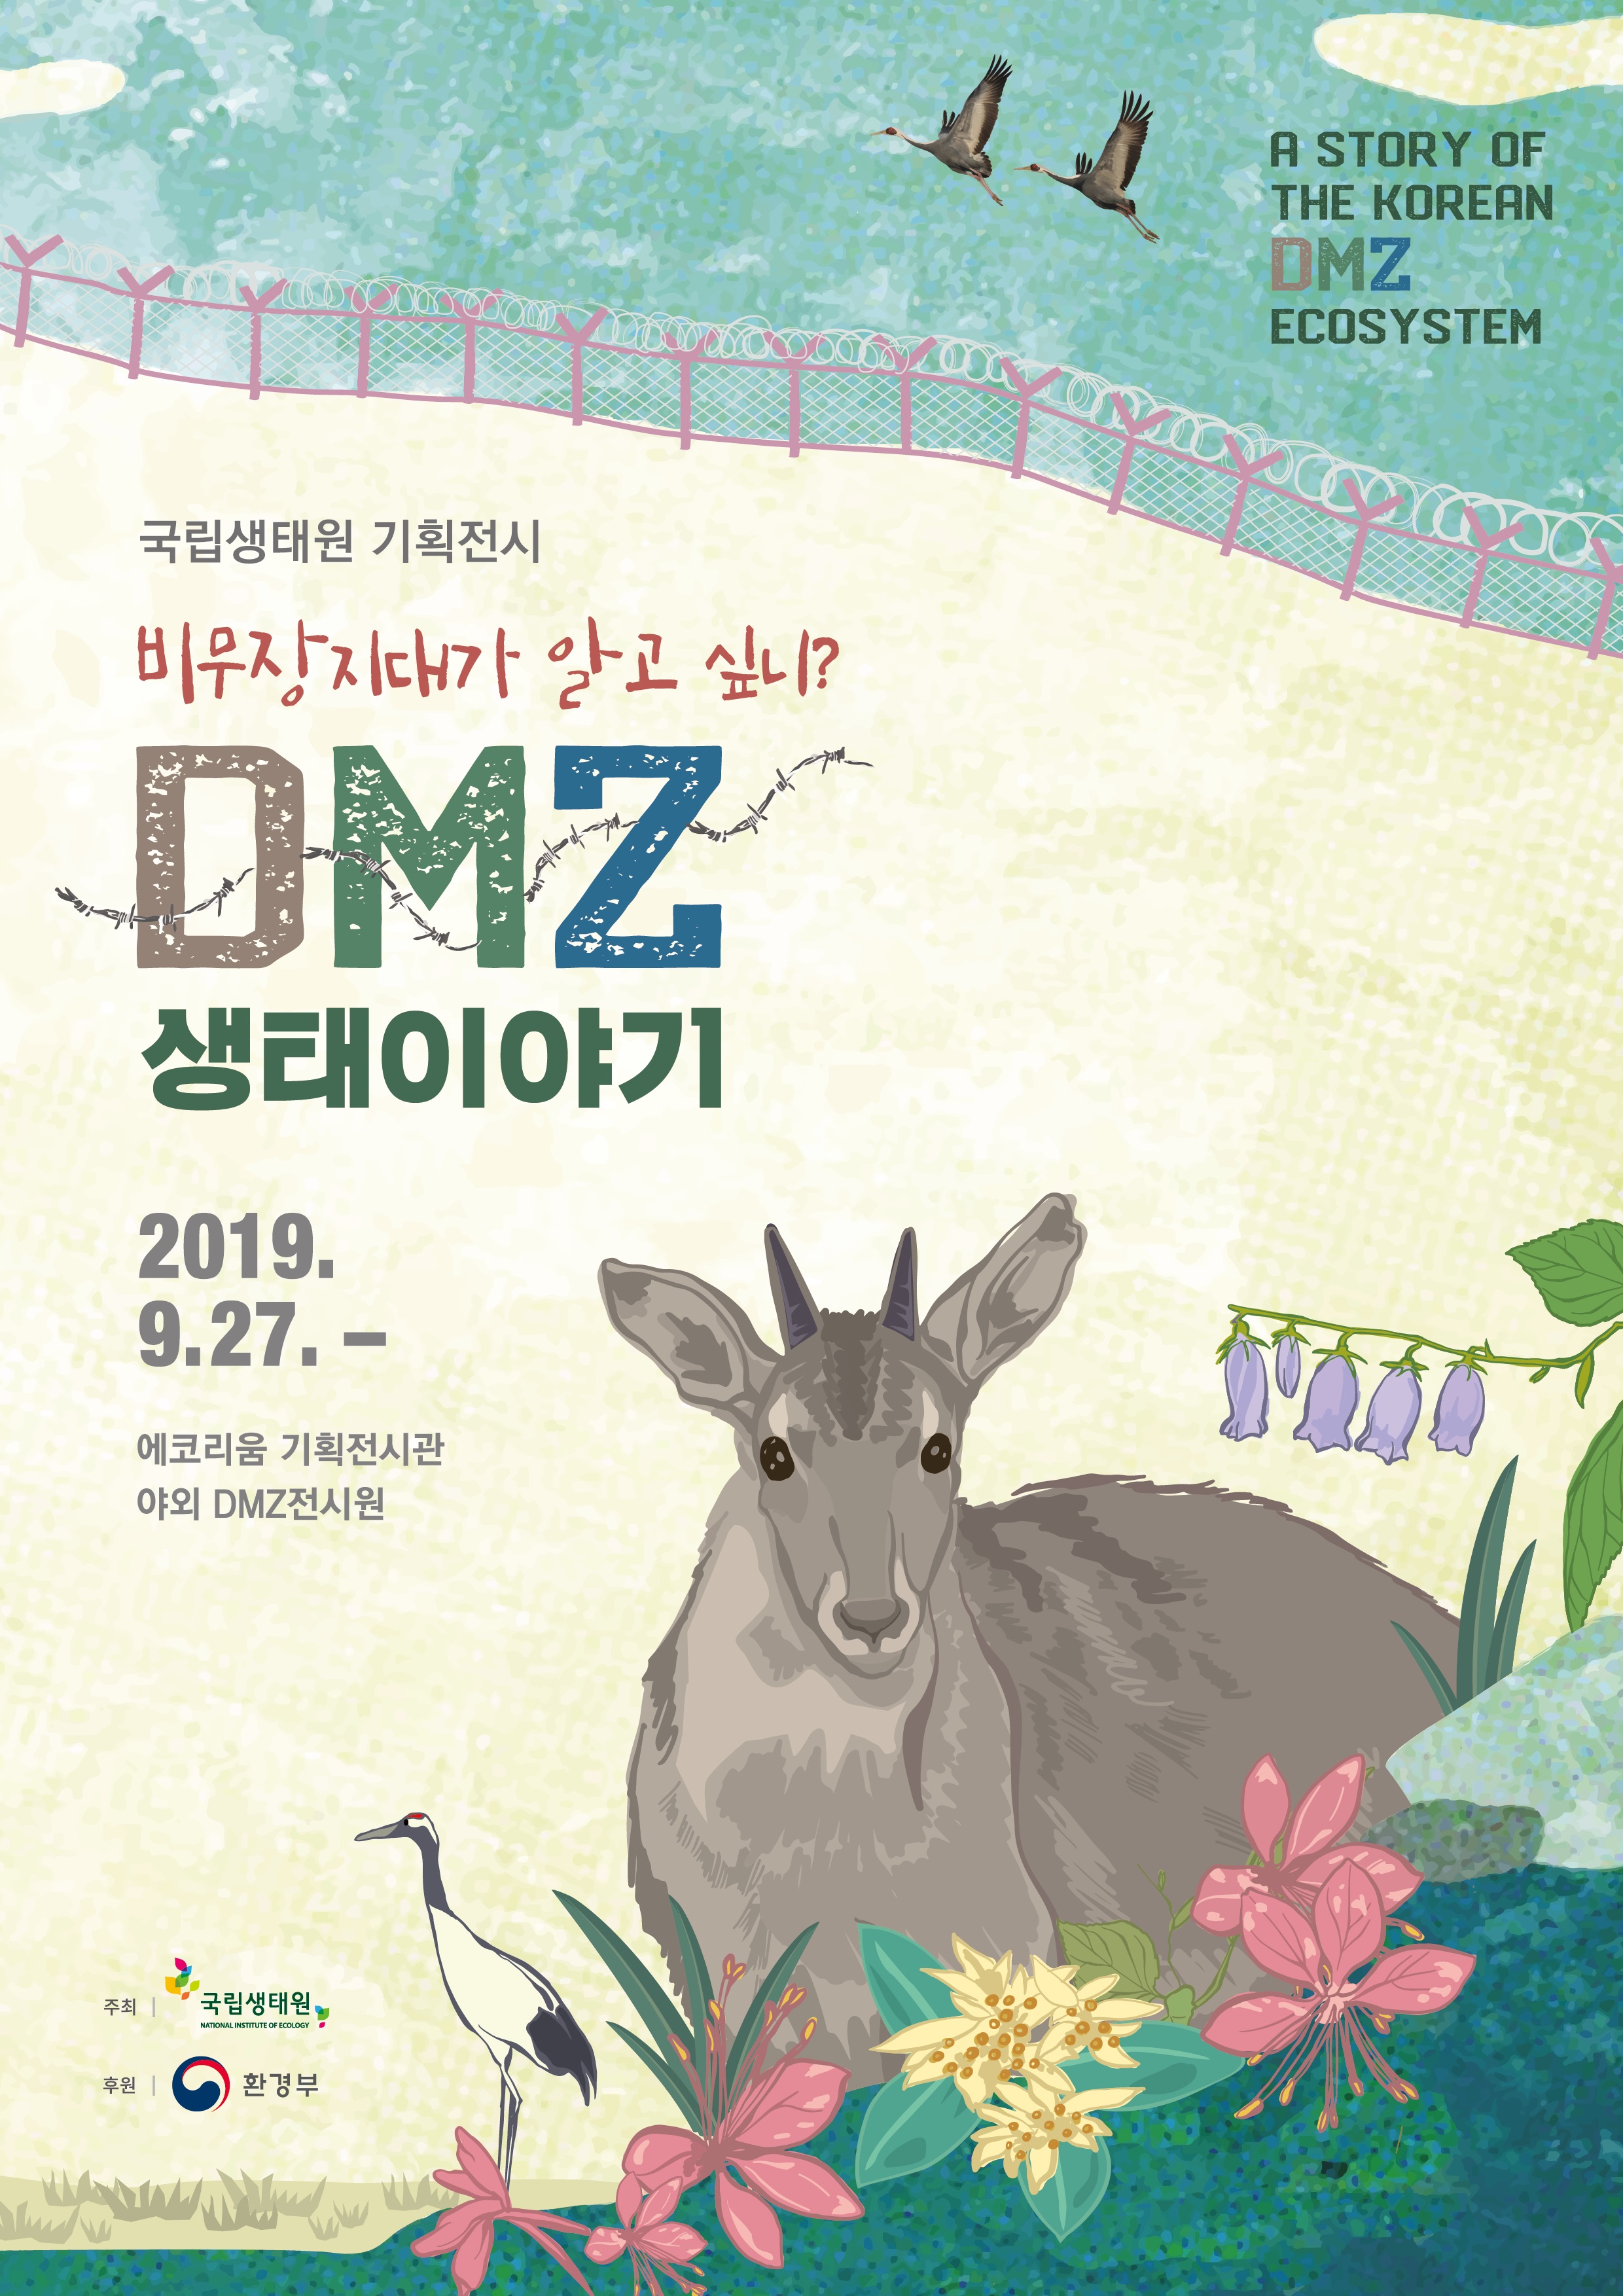 A STORY OF
THE KOREAN
DMZ
ECOSYSTEM
국립생태원 기획전시
비무장지대가 알고 싶니?
DMZ
생태이야기
2019.
9.27. –
에코리움 기획전시관
야외 DMZ전시원
주최 | 국립생태원
NATIONAL INSTITUTE OF ECOLOGY
후원 | 환경부